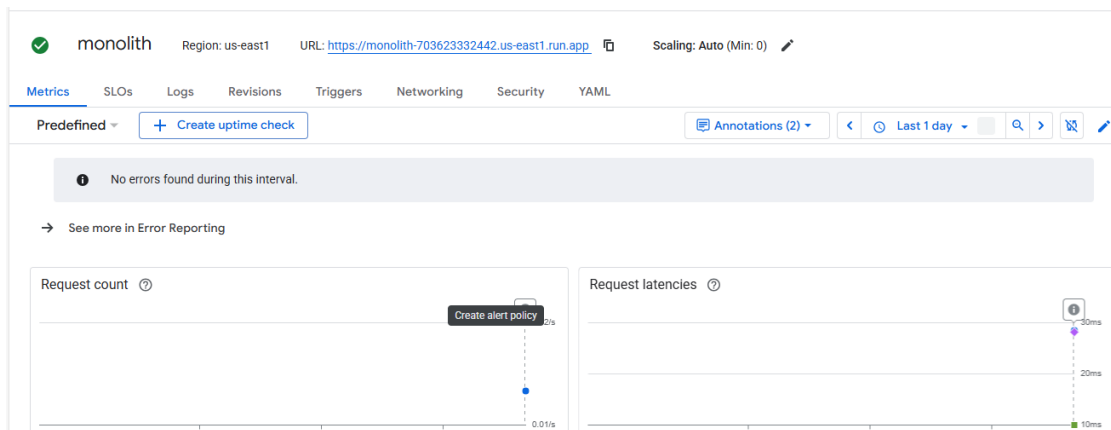 monolith Region: us-east1 URL: https://monolith-703623332442.us-east1.run.app Scaling: Auto (Min: 0)
Metrics SLOs Logs Revisions Triggers Networking Security YAML
Predefined + Create uptime check Annotations (2) Last 1 day
No errors found during this interval.
→ See more in Error Reporting
Request count
Create alert policy
2/s
0.01/s
Request latencies
30ms
20ms
10ms